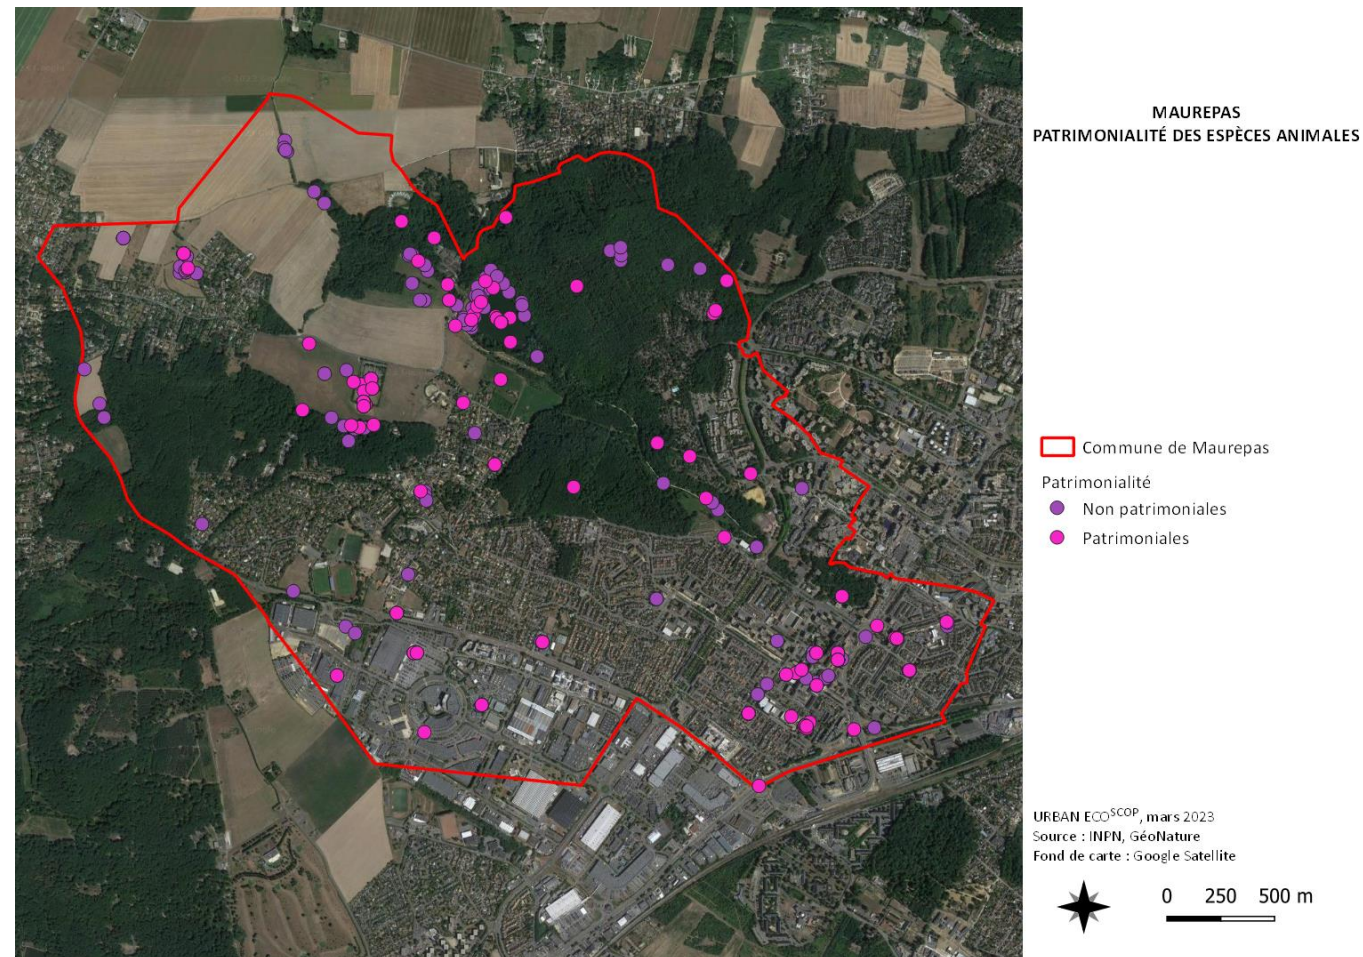 MAUREPAS
PATRIMONIALITÉ DES ESPÈCES ANIMALES
Commune de Maurepas
Patrimonialité
Non patrimoniales
Patrimoniales
URBAN ECOSCOP, mars 2023
Source : INPN, GéoNature
Fond de carte : Google Satellite
0 250 500 m